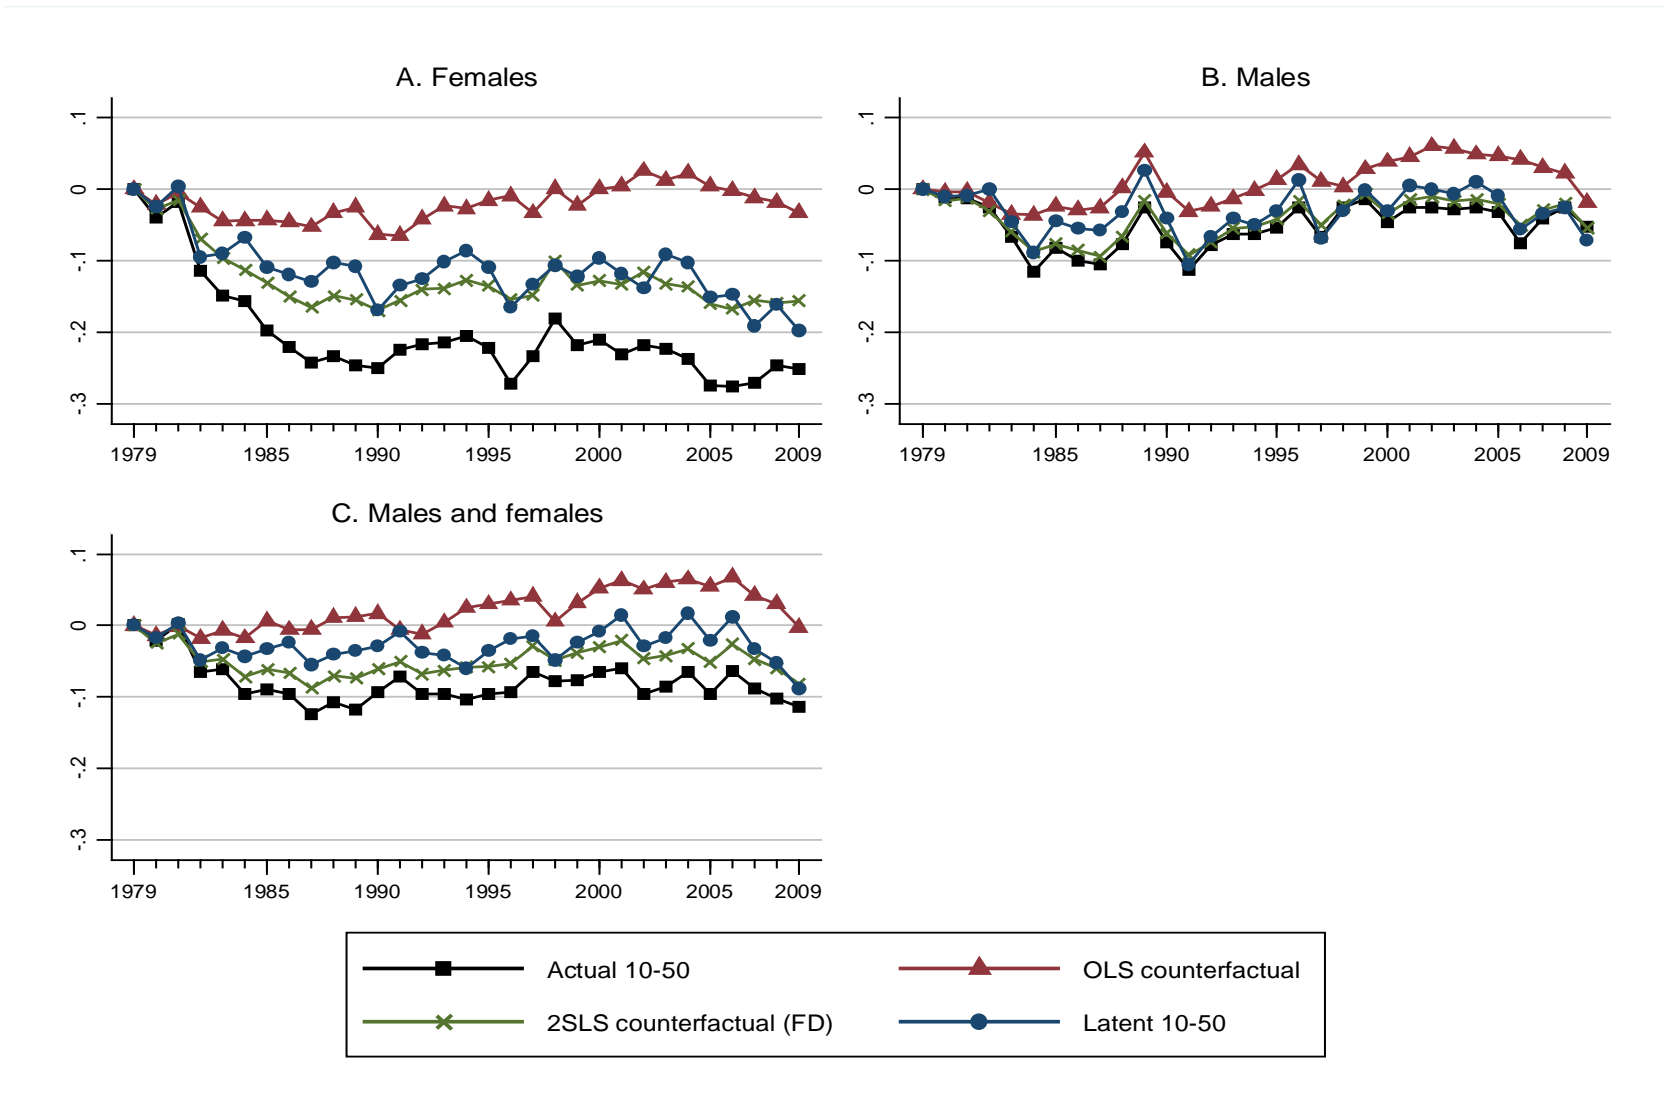 A. Females
.1
0
-.1
-.2
-.3
1979 1985 1990 1995 2000 2005 2009
B. Males
.1
0
-.1
-.2
-.3
1979 1985 1990 1995 2000 2005 2009
C. Males and females
.1
0
-.1
-.2
-.3
1979 1985 1990 1995 2000 2005 2009
Actual 10-50 OLS counterfactual
2SLS counterfactual (FD) Latent 10-50